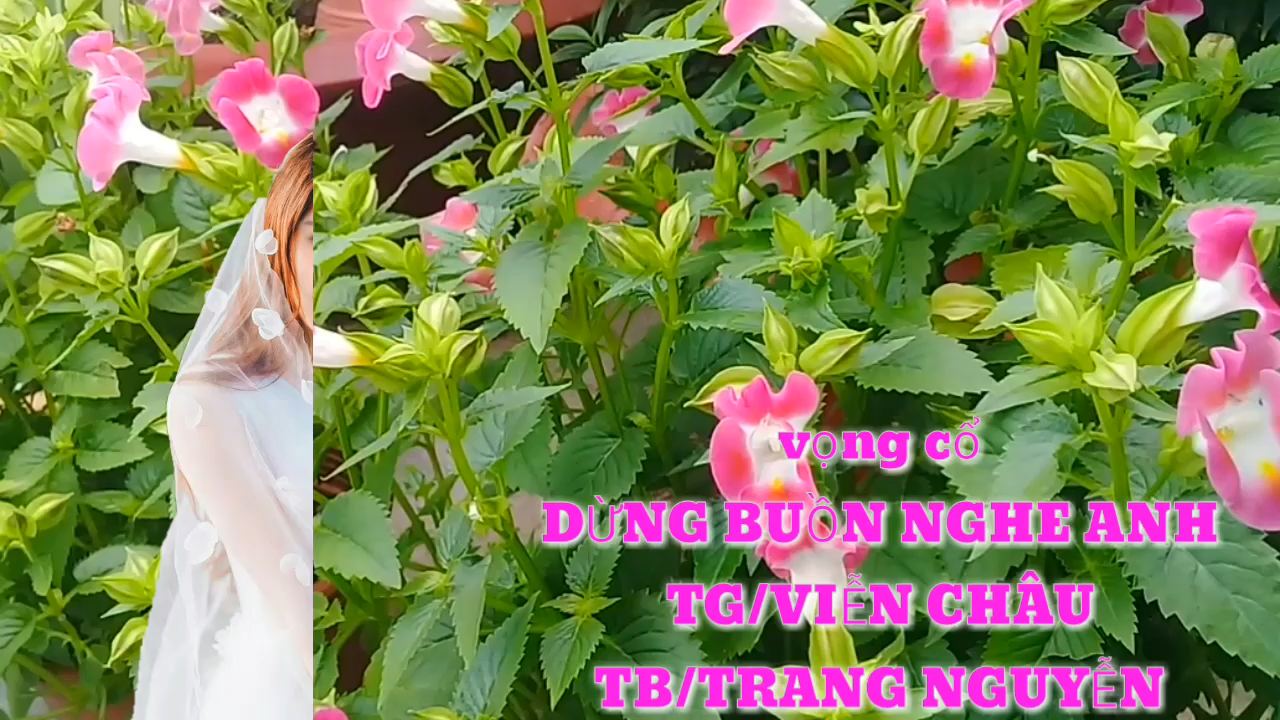 vọng cổ
DỪNG BUỒN NGHE ANH
TG/VIỄN CHÂU
TB/TRANG NGUYỄN